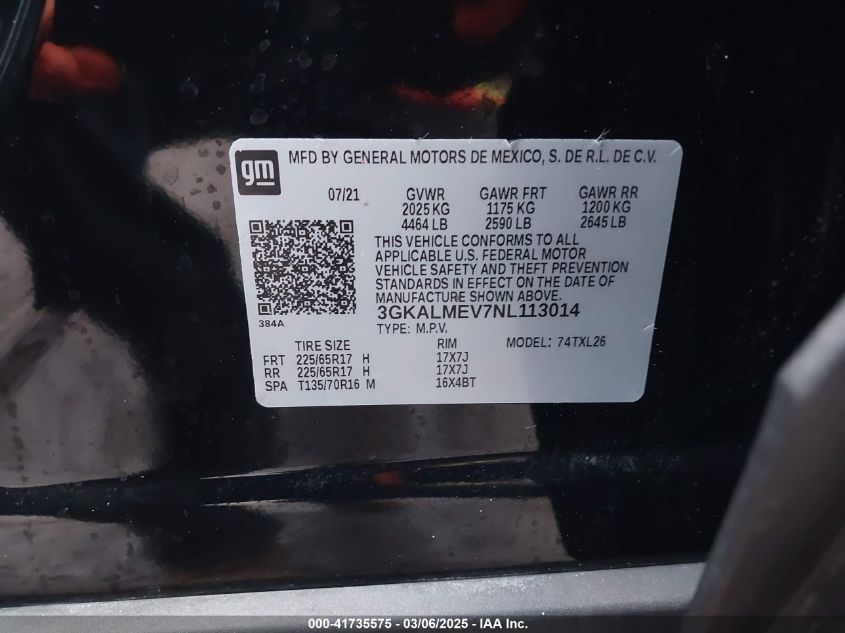 gm
MFD BY GENERAL MOTORS DE MEXICO, S. DE R.L. DE C.V.
07/21 GVWR GAWR FRT GAWR RR
2025 KG 1175 KG 1200 KG
4464 LB 2590 LB 2645 LB
THIS VEHICLE CONFORMS TO ALL
APPLICABLE U.S. FEDERAL MOTOR
VEHICLE SAFETY AND THEFT PREVENTION
STANDARDS IN EFFECT ON THE DATE OF
MANUFACTURE SHOWN ABOVE.
3GKALMEV7NL113014
384A
TYPE: M.P.V.
TIRE SIZE RIM MODEL: 74TXL26
FRT 225/65R17 H 17X7J
RR 225/65R17 H 17X7J
SPA T135/70R16 M 16X4BT
000-41735575 - 03/06/2025 - IAA Inc.